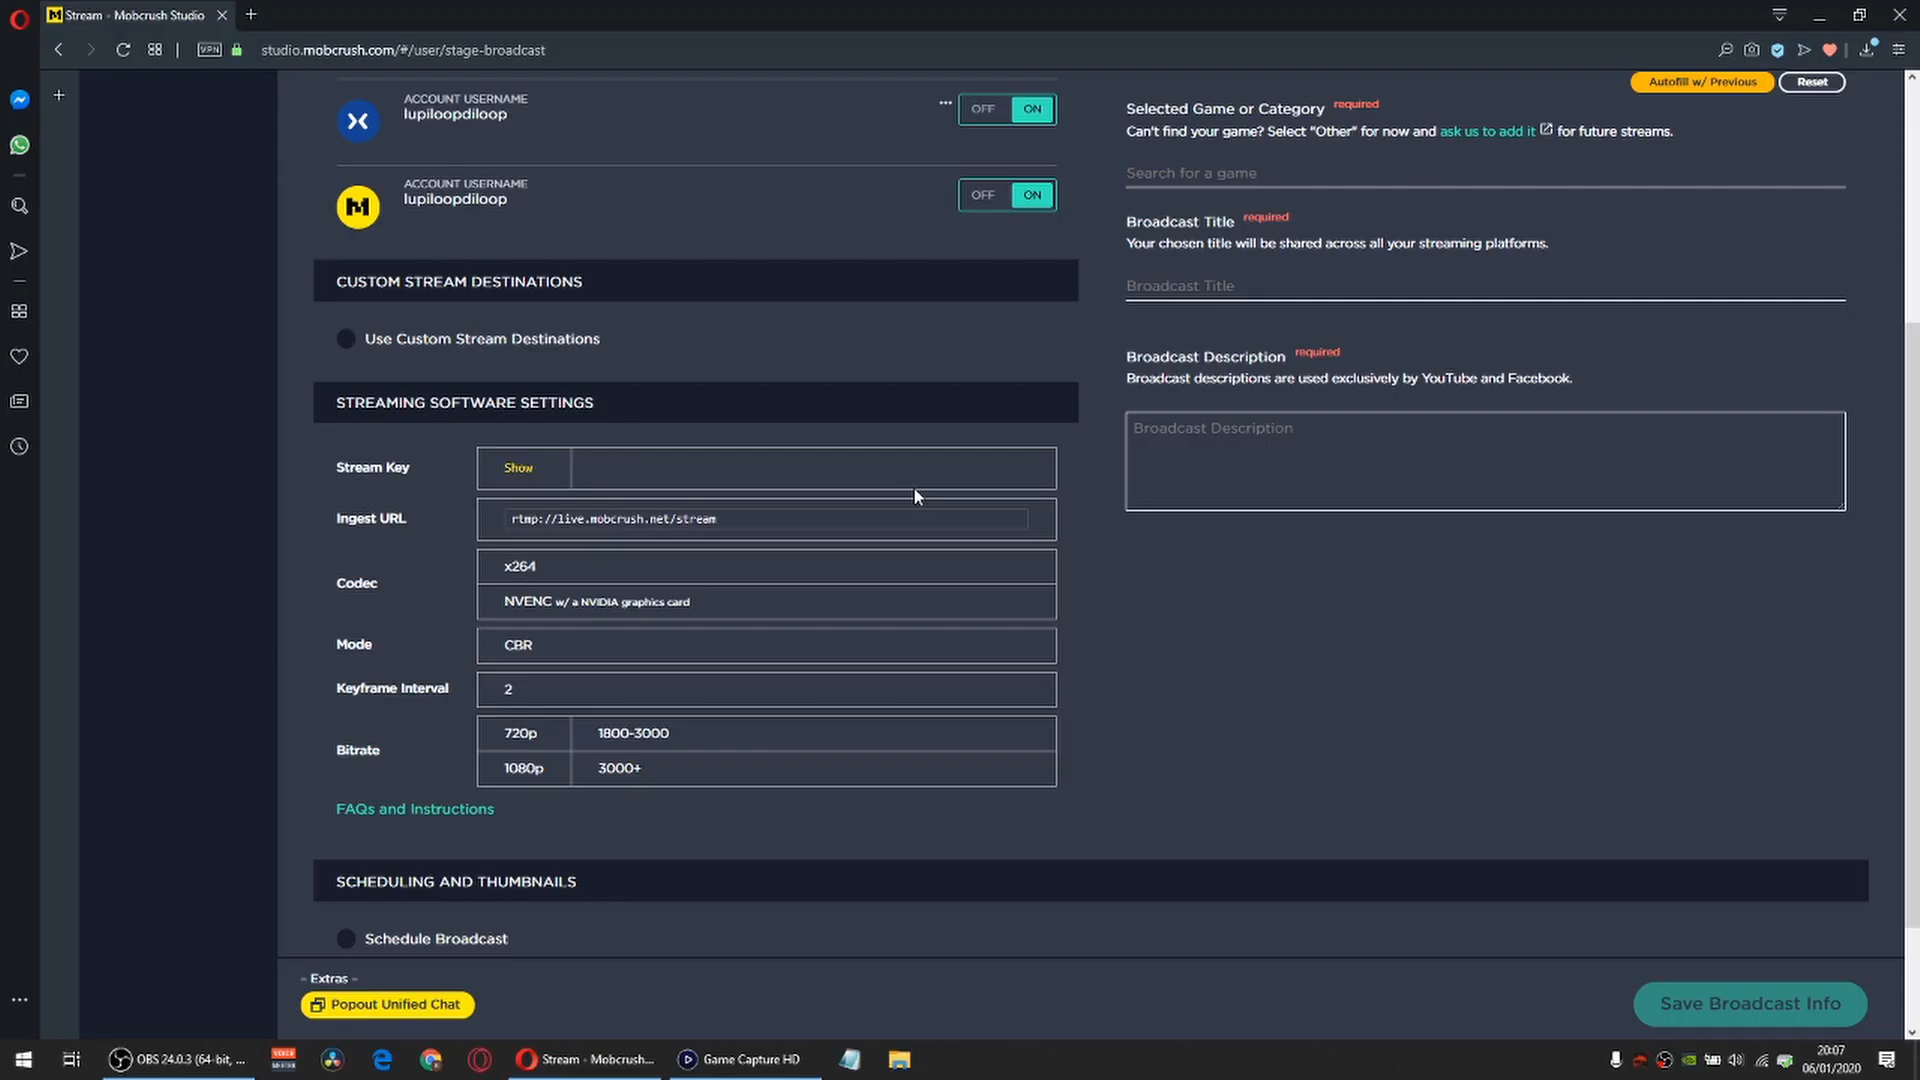 Stream - Mobcrush Studio
VPN
studio.mobcrush.com/#/user/stage-broadcast
ACCOUNT USERNAME
lupiloopdiloop
OFF ON
ACCOUNT USERNAME
lupiloopdiloop
OFF ON
CUSTOM STREAM DESTINATIONS
Use Custom Stream Destinations
STREAMING SOFTWARE SETTINGS
Stream Key Show
Ingest URL rtmp://live.mobcrush.net/stream
Codec
x264
NVENC w/ a NVIDIA graphics card
Mode CBR
Keyframe Interval 2
Bitrate
720p 1800-3000
1080p 3000+
FAQs and Instructions
Autofill w/ Previous Reset
Selected Game or Category required
Can't find your game? Select "Other" for now and ask us to add it for future streams.
Search for a game
Broadcast Title required
Your chosen title will be shared across all your streaming platforms.
Broadcast Title
Broadcast Description required
Broadcast descriptions are used exclusively by YouTube and Facebook.
Broadcast Description
SCHEDULING AND THUMBNAILS
Schedule Broadcast
- Extras -
Popout Unified Chat
Save Broadcast Info
OBS 24.0.3 (64-bit, ...
Stream - Mobcrush...
Game Capture HD
20:07
06/01/2020